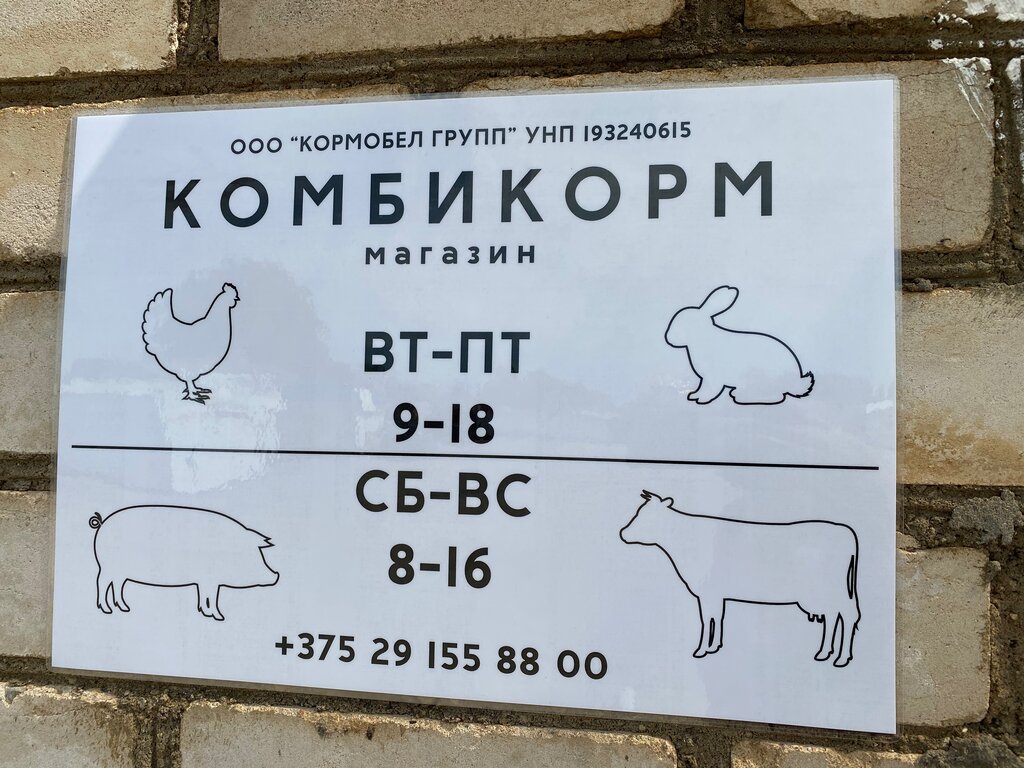 ООО “КОРМОБЕЛ ГРУПП” УНП 193240615
КОМБИКОРМ
магазин
ВТ-ПТ
9-18
СБ-ВС
8-16
+375 29 155 88 00